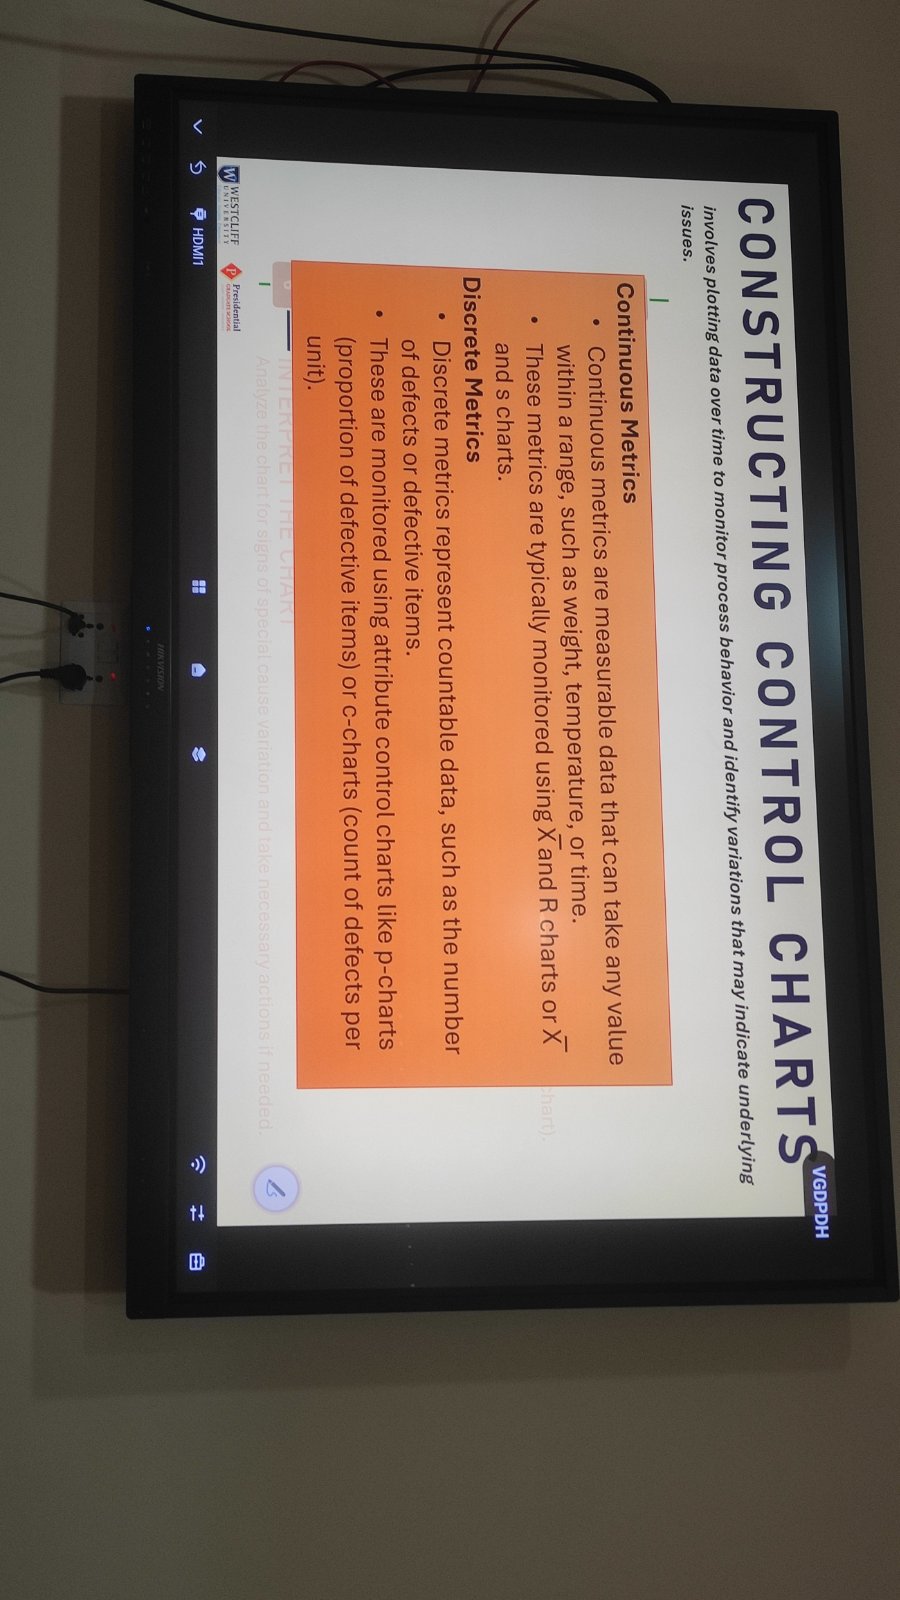 CONSTRUCTING CONTROL CHARTS
involves plotting data over time to monitor process behavior and identify variations that may indicate underlying
issues.
Continuous Metrics
• Continuous metrics are measurable data that can take any value
within a range, such as weight, temperature, or time.
• These metrics are typically monitored using X̅ and R charts or X̅
and s charts.
Discrete Metrics
• Discrete metrics represent countable data, such as the number
of defects or defective items.
• These are monitored using attribute control charts like p-charts
(proportion of defective items) or c-charts (count of defects per
unit).
chart).
INTERPRET THE CHART
Analyze the chart for signs of special cause variation and take necessary actions if needed.
WESTCLIFF
UNIVERSITY
Presidential
GRADUATE SCHOOL
VGDPDH
HDMI1
HIKVISION